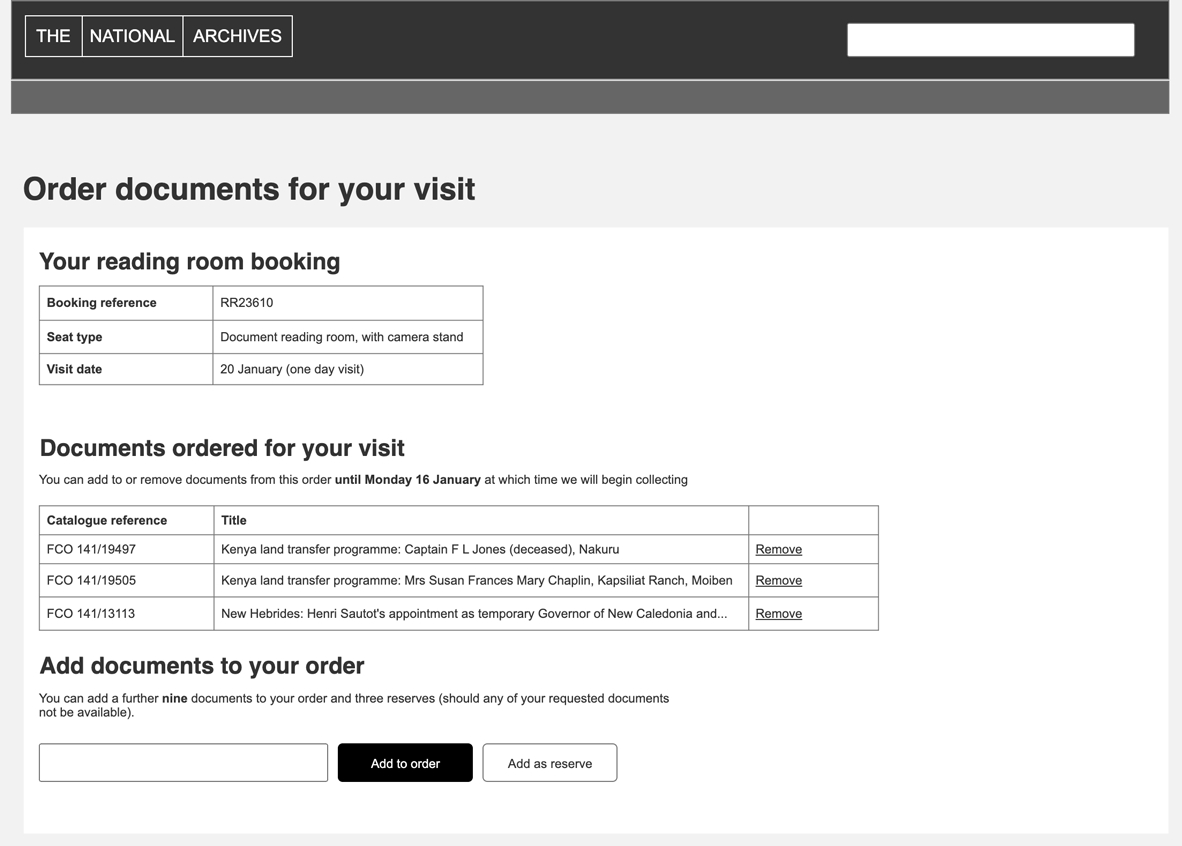 THE NATIONAL ARCHIVES
Order documents for your visit
Your reading room booking
Booking reference RR23610
Seat type Document reading room, with camera stand
Visit date 20 January (one day visit)
Documents ordered for your visit
You can add to or remove documents from this order until Monday 16 January at which time we will begin collecting
Catalogue reference Title
FCO 141/19497 Kenya land transfer programme: Captain F L Jones (deceased), Nakuru Remove
FCO 141/19505 Kenya land transfer programme: Mrs Susan Frances Mary Chaplin, Kapsiliat Ranch, Moiben Remove
FCO 141/13113 New Hebrides: Henri Sautot's appointment as temporary Governor of New Caledonia and... Remove
Add documents to your order
You can add a further nine documents to your order and three reserves (should any of your requested documents
not be available).
Add to order Add as reserve